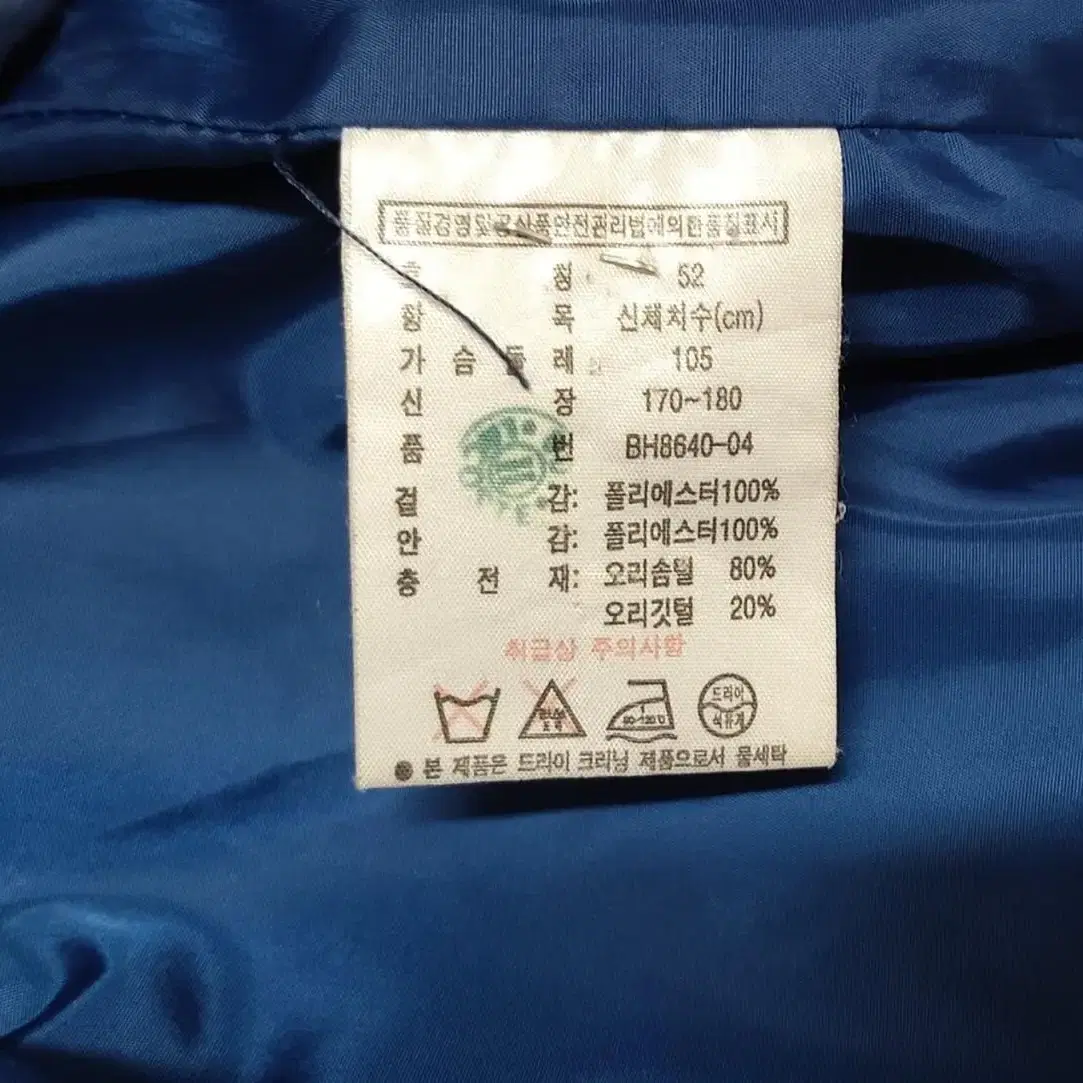 품질경영및공산품안전관리법에의한품질표시
호 칭 52
항 목 신체치수(cm)
가 슴 둘 레 105
신 장 170~180
품 번 BH8640-04
겉 감: 폴리에스터100%
안 감: 폴리에스터100%
충 전 재: 오리솜털 80%
오리깃털 20%
취급상 주의사항
드라이
석유계
● 본 제품은 드라이 크리닝 제품으로서 물세탁